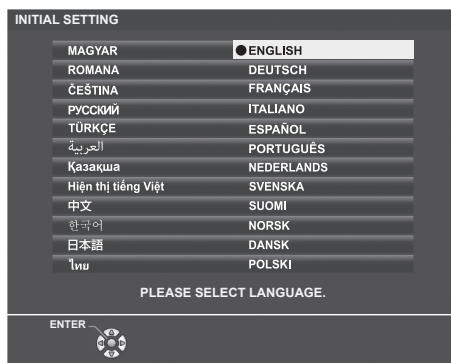 INITIAL SETTING
MAGYAR ENGLISH
ROMANA DEUTSCH
ČEŠTINA FRANÇAIS
РУССКИЙ ITALIANO
TÜRKÇE ESPAÑOL
العربية PORTUGUÊS
Қазақша NEDERLANDS
Hiện thị tiếng Việt SVENSKA
中文 SUOMI
한국어 NORSK
日本語 DANSK
ไทย POLSKI
PLEASE SELECT LANGUAGE.
ENTER